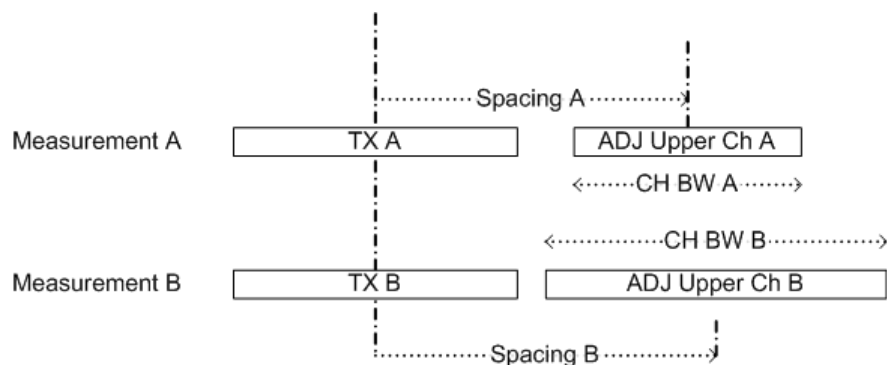 Spacing A
Measurement A
TX A
ADJ Upper Ch A
CH BW A
CH BW B
Measurement B
TX B
ADJ Upper Ch B
Spacing B